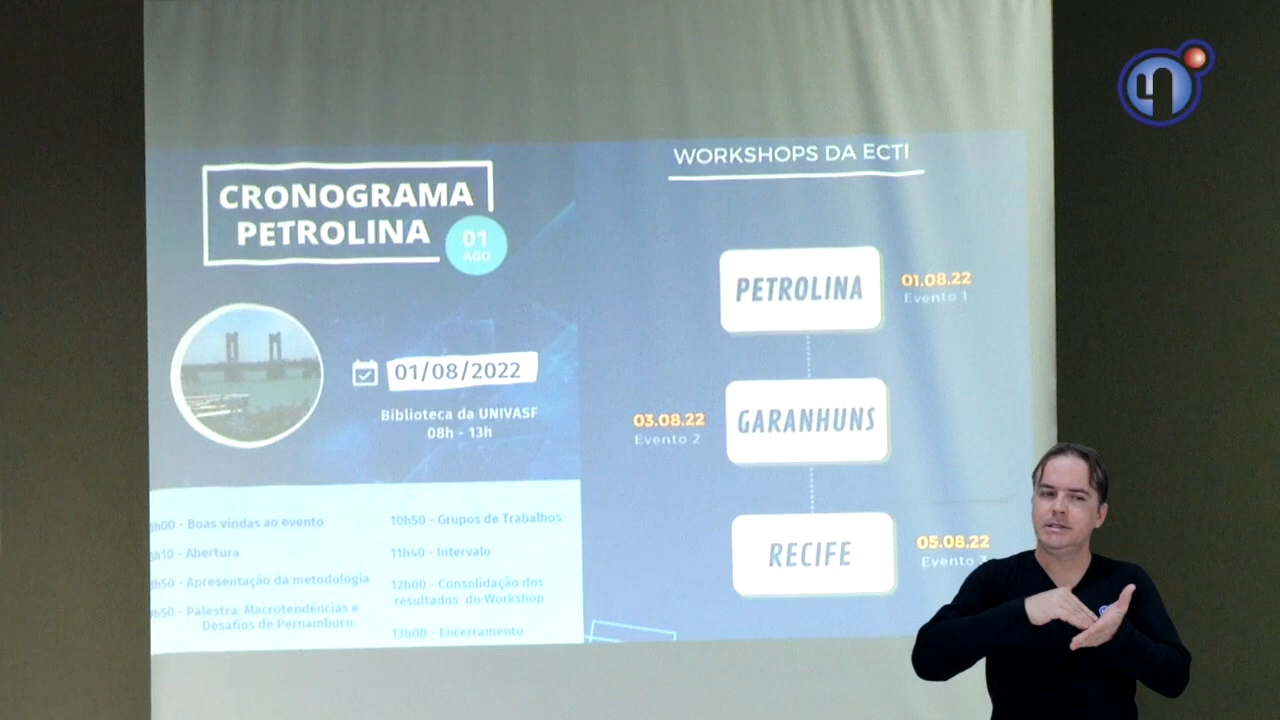 CRONOGRAMA
PETROLINA
01
AGO
01/08/2022
Biblioteca da UNIVASF
08h - 13h
- Boas vindas ao evento
- Abertura
- Apresentação da metodologia
- Palestra: Macrotendências e
Desafios de Pernambuco
10h50 - Grupos de Trabalhos
11h40 - Intervalo
12h00 - Consolidação dos
resultados do Workshop
13h00 - Encerramento
WORKSHOPS DA ECTI
PETROLINA
01.08.22
Evento 1
03.08.22
Evento 2
GARANHUNS
RECIFE
05.08.22
Evento